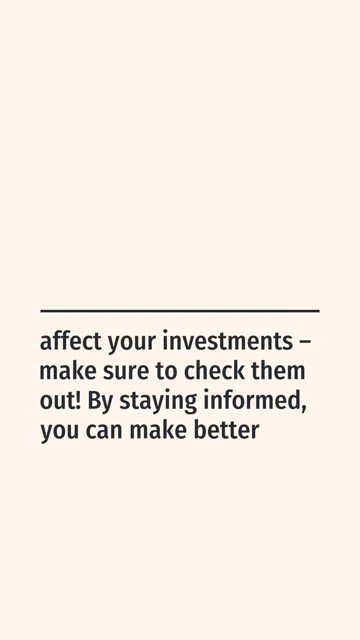 affect your investments –
make sure to check them
out! By staying informed,
you can make better